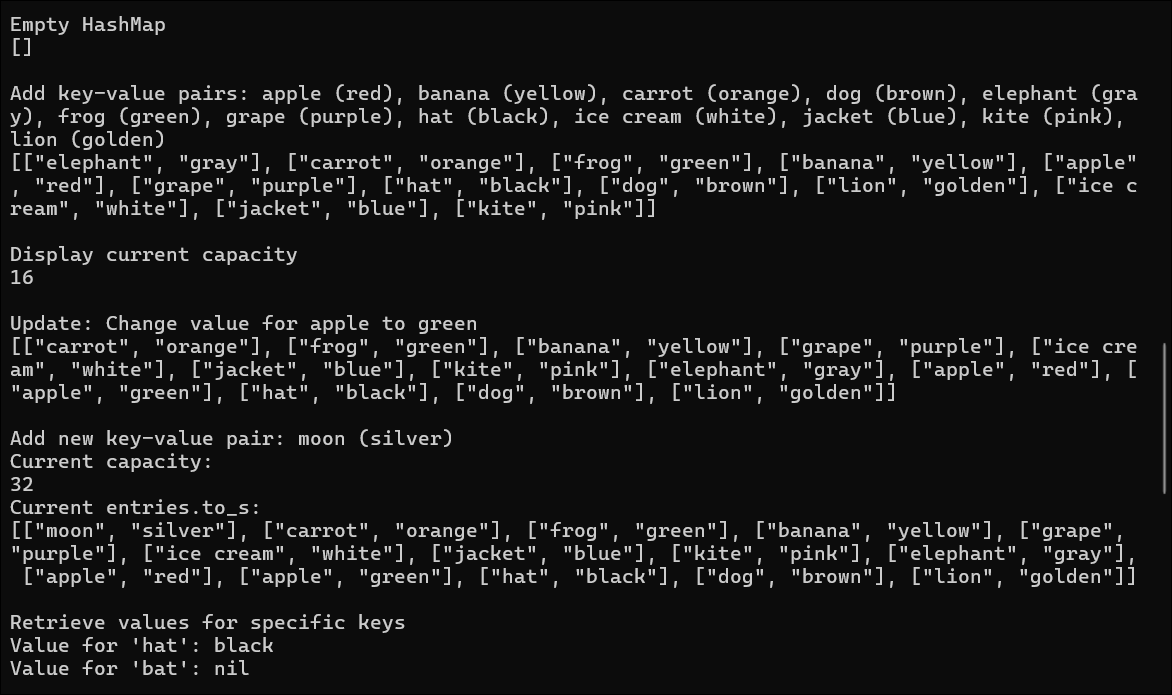 Empty HashMap
[]
Add key-value pairs: apple (red), banana (yellow), carrot (orange), dog (brown), elephant (gra
y), frog (green), grape (purple), hat (black), ice cream (white), jacket (blue), kite (pink),
lion (golden)
[["elephant", "gray"], ["carrot", "orange"], ["frog", "green"], ["banana", "yellow"], ["apple"
, "red"], ["grape", "purple"], ["hat", "black"], ["dog", "brown"], ["lion", "golden"], ["ice c
ream", "white"], ["jacket", "blue"], ["kite", "pink"]]
Display current capacity
16
Update: Change value for apple to green
[["carrot", "orange"], ["frog", "green"], ["banana", "yellow"], ["grape", "purple"], ["ice cre
am", "white"], ["jacket", "blue"], ["kite", "pink"], ["elephant", "gray"], ["apple", "red"], [
"apple", "green"], ["hat", "black"], ["dog", "brown"], ["lion", "golden"]]
Add new key-value pair: moon (silver)
Current capacity:
32
Current entries.to_s:
[["moon", "silver"], ["carrot", "orange"], ["frog", "green"], ["banana", "yellow"], ["grape",
"purple"], ["ice cream", "white"], ["jacket", "blue"], ["kite", "pink"], ["elephant", "gray"],
["apple", "red"], ["apple", "green"], ["hat", "black"], ["dog", "brown"], ["lion", "golden"]]
Retrieve values for specific keys
Value for 'hat': black
Value for 'bat': nil